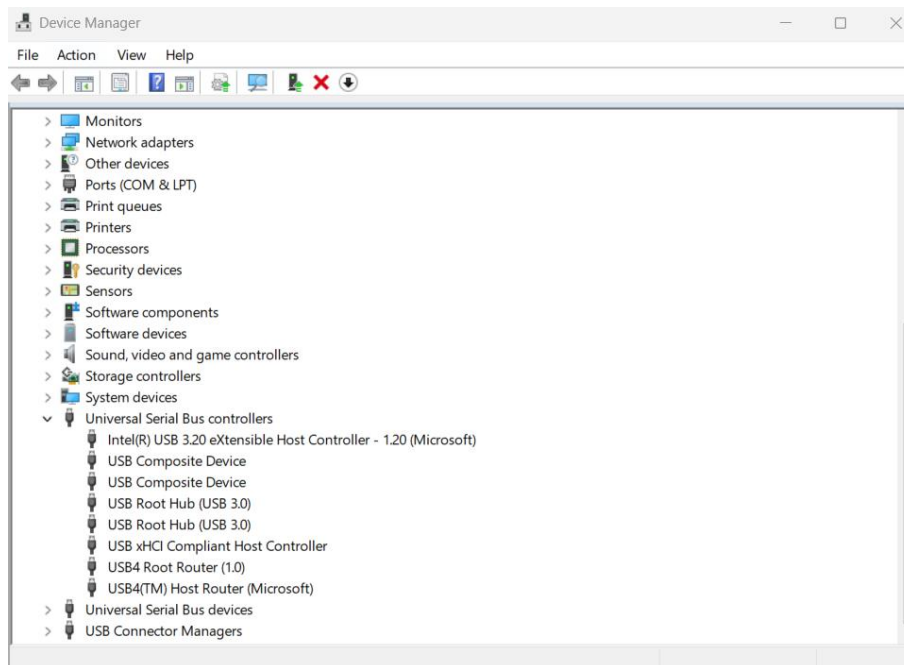 Device Manager
File Action View Help
Monitors
Network adapters
Other devices
Ports (COM & LPT)
Print queues
Printers
Processors
Security devices
Sensors
Software components
Software devices
Sound, video and game controllers
Storage controllers
System devices
Universal Serial Bus controllers
Intel(R) USB 3.20 eXtensible Host Controller - 1.20 (Microsoft)
USB Composite Device
USB Composite Device
USB Root Hub (USB 3.0)
USB Root Hub (USB 3.0)
USB xHCI Compliant Host Controller
USB4 Root Router (1.0)
USB4(TM) Host Router (Microsoft)
Universal Serial Bus devices
USB Connector Managers